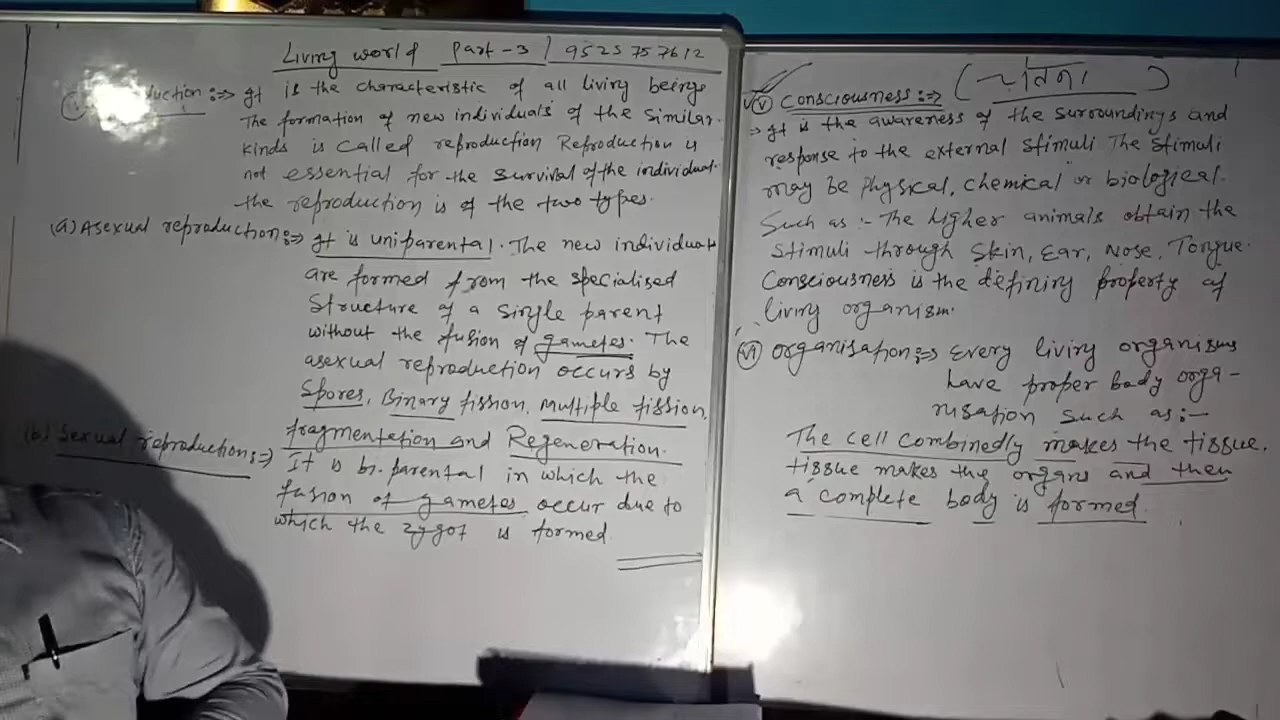 Living world Part-3 / 9525757612
uction :⇒ It is the characteristic of all living beings
The formation of new individuals of the similar
kinds is called reproduction Reproduction is
not essential for the survival of the individual.
the reproduction is of the two types.
(a) Asexual reproduction :⇒ It is uniparental. The new individuals
are formed from the specialised
structure of a single parent
without the fusion of gametes. The
asexual reproduction occurs by
Spores, Binary fission, multiple fission,
fragmentation and Regeneration.
(b) Sexual reproduction :⇒ It is bi-parental in which the
fusion of gametes occur due to
which the zygot is formed.
(v) Consciousness :⇒
⇒ It is the awareness of the surroundings and
response to the external stimuli The stimuli
may be physical, chemical or biological.
Such as :- The higher animals obtain the
stimuli through Skin, Ear, Nose, Tongue.
Consciousness is the defining property of
living organism.
(vi) organisation :⇒ Every living organisms
have proper body orga-
nisation such as :-
The cell combinedly makes the tissue.
tissue makes the organs and then
a complete body is formed.